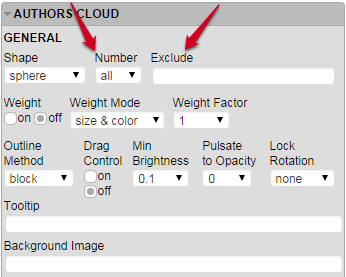 AUTHORS CLOUD
GENERAL
Shape Number Exclude
sphere all
Weight Weight Mode Weight Factor
on off size & color 1
Outline Method Drag Control Min Brightness Pulsate to Opacity Lock Rotation
block on off 0.1 0 none
Tooltip
Background Image